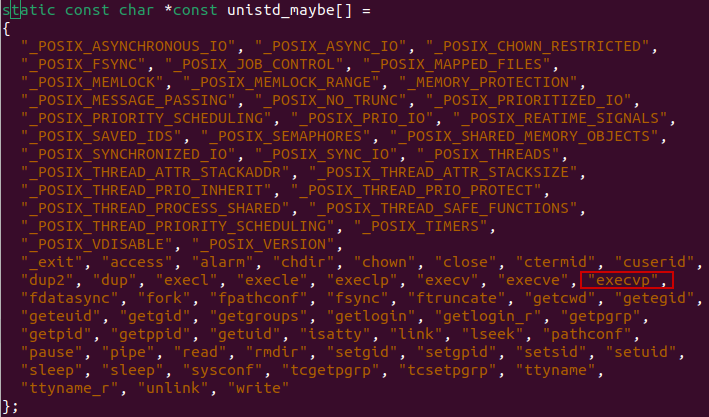 static const char *const unistd_maybe[] =
{
"_POSIX_ASYNCHRONOUS_IO", "_POSIX_ASYNC_IO", "_POSIX_CHOWN_RESTRICTED",
"_POSIX_FSYNC", "_POSIX_JOB_CONTROL", "_POSIX_MAPPED_FILES",
"_POSIX_MEMLOCK", "_POSIX_MEMLOCK_RANGE", "_MEMORY_PROTECTION",
"_POSIX_MESSAGE_PASSING", "_POSIX_NO_TRUNC", "_POSIX_PRIORITIZED_IO",
"_POSIX_PRIORITY_SCHEDULING", "_POSIX_PRIO_IO", "_POSIX_REATIME_SIGNALS",
"_POSIX_SAVED_IDS", "_POSIX_SEMAPHORES", "_POSIX_SHARED_MEMORY_OBJECTS",
"_POSIX_SYNCHRONIZED_IO", "_POSIX_SYNC_IO", "_POSIX_THREADS",
"_POSIX_THREAD_ATTR_STACKADDR", "_POSIX_THREAD_ATTR_STACKSIZE",
"_POSIX_THREAD_PRIO_INHERIT", "_POSIX_THREAD_PRIO_PROTECT",
"_POSIX_THREAD_PROCESS_SHARED", "_POSIX_THREAD_SAFE_FUNCTIONS",
"_POSIX_THREAD_PRIORITY_SCHEDULING", "_POSIX_TIMERS",
"_POSIX_VDISABLE", "_POSIX_VERSION",
"_exit", "access", "alarm", "chdir", "chown", "close", "ctermid", "cuserid",
"dup2", "dup", "execl", "execle", "execlp", "execv", "execve", "execvp",
"fdatasync", "fork", "fpathconf", "fsync", "ftruncate", "getcwd", "getegid",
"geteuid", "getgid", "getgroups", "getlogin", "getlogin_r", "getpgrp",
"getpid", "getppid", "getuid", "isatty", "link", "lseek", "pathconf",
"pause", "pipe", "read", "rmdir", "setgid", "setgpid", "setsid", "setuid",
"sleep", "sleep", "sysconf", "tcgetpgrp", "tcsetpgrp", "ttyname",
"ttyname_r", "unlink", "write"
};